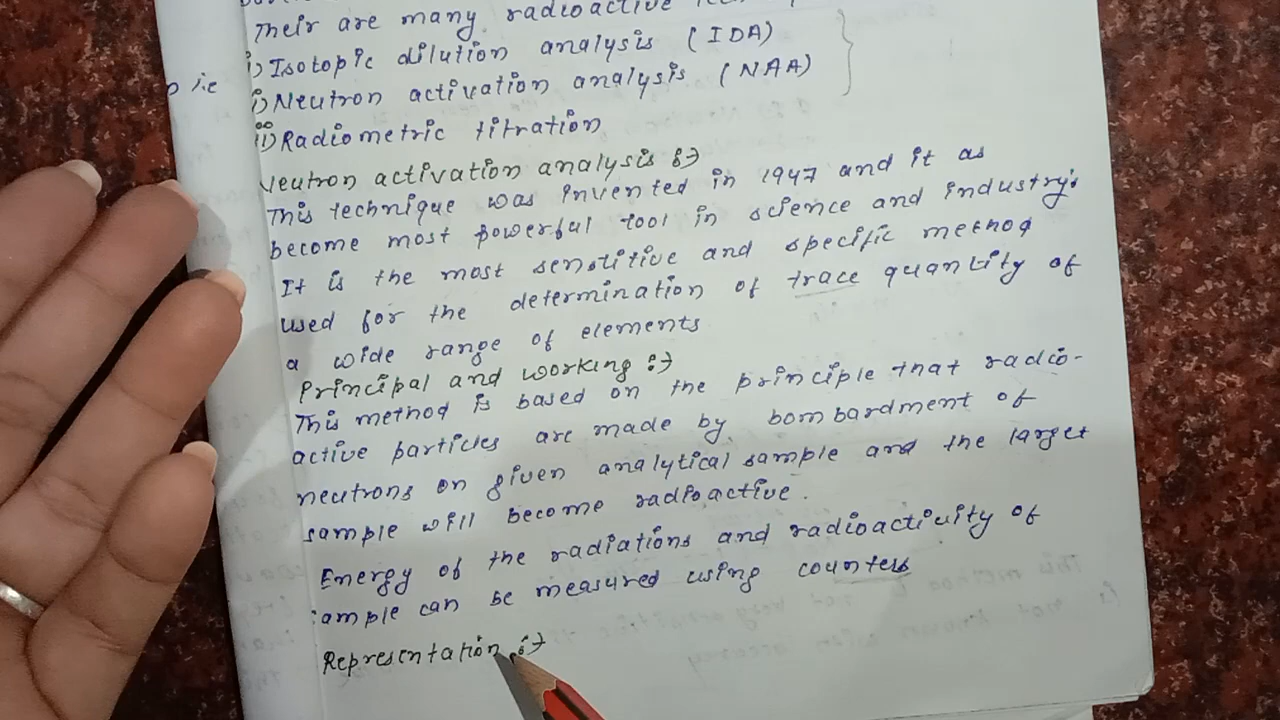 Their are many radioactive
i) Isotopic dilution analysis (IDA)
i) Neutron activation analysis (NAA)
iii) Radiometric titration
Neutron activation analysis :→
This technique was invented in 1947 and it as
become most powerful tool in science and industry.
It is the most sensitive and specific method
used for the determination of trace quantity of
a wide range of elements
Principal and working :→
This method is based on the principle that radio-
active particles are made by bombardment of
neutrons on given analytical sample and the target
sample will become radioactive.
Energy of the radiations and radioactivity of
sample can be measured using counters
Representation :→